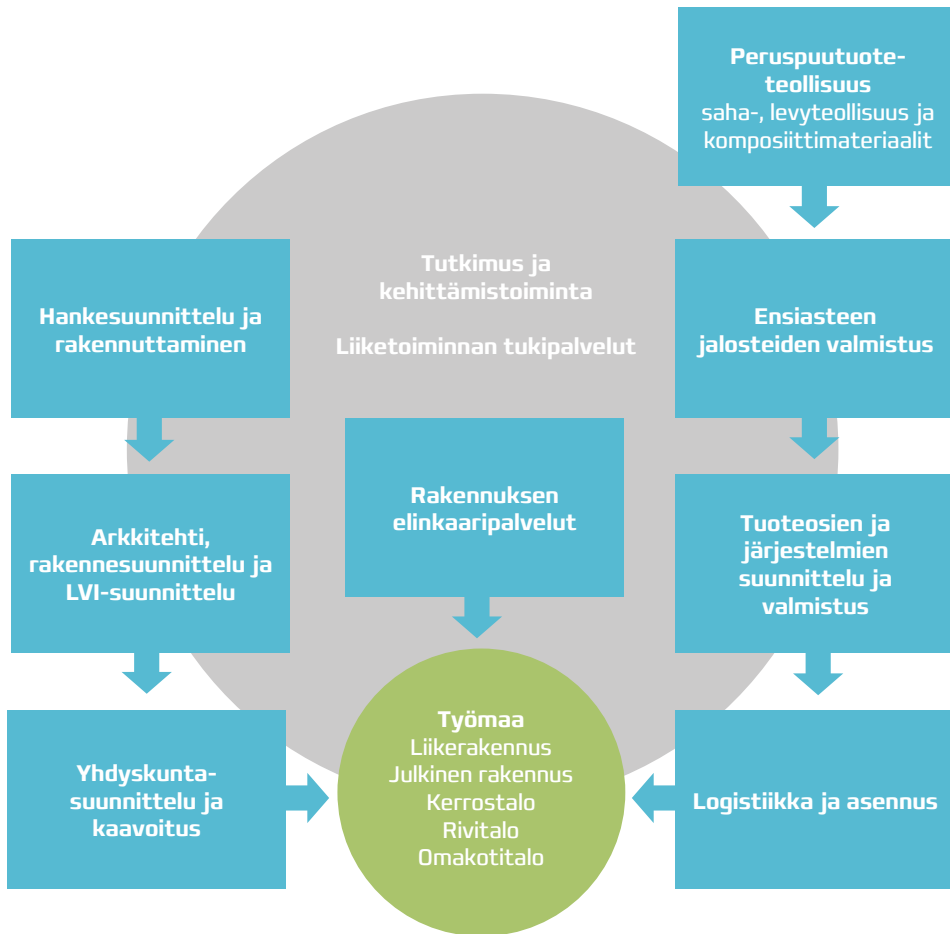 Peruspuutuote-
teollisuus
saha-, levyteollisuus ja
komposiittimateriaalit
Tutkimus ja
kehittämistoiminta
Liiketoiminnan tukipalvelut
Hankesuunnittelu ja
rakennuttaminen
Ensiasteen
jalosteiden valmistus
Arkkitehti,
rakennesuunnittelu ja
LVI-suunnittelu
Rakennuksen
elinkaaripalvelut
Tuoteosien ja
järjestelmien
suunnittelu ja
valmistus
Yhdyskunta-
suunnittelu ja
kaavoitus
Työmaa
Liikerakennus
Julkinen rakennus
Kerrostalo
Rivitalo
Omakotitalo
Logistiikka ja asennus